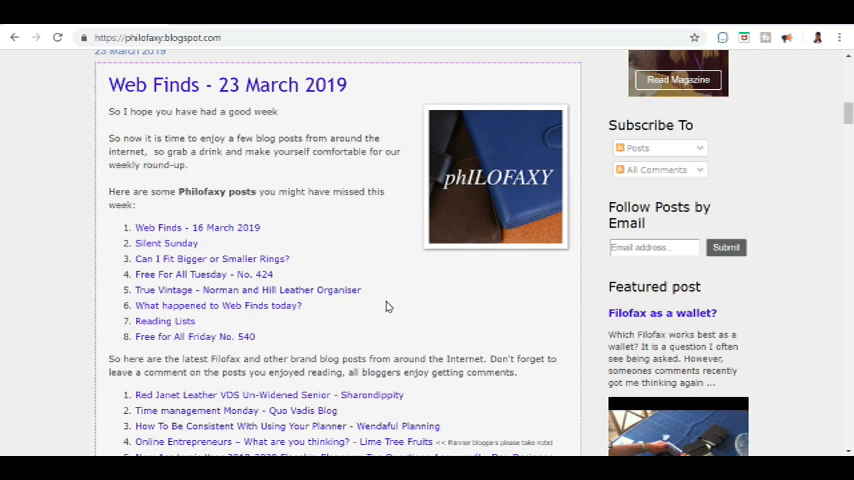 https://philofaxy.blogspot.com
23 March 2019
Read Magazine
Web Finds - 23 March 2019
So I hope you have had a good week
So now it is time to enjoy a few blog posts from around the
internet, so grab a drink and make yourself comfortable for our
weekly round-up.
Here are some Philofaxy posts you might have missed this
week:
phILOFAXY
1. Web Finds - 16 March 2019
2. Silent Sunday
3. Can I Fit Bigger or Smaller Rings?
4. Free For All Tuesday - No. 424
5. True Vintage - Norman and Hill Leather Organiser
6. What happened to Web Finds today?
7. Reading Lists
8. Free for All Friday No. 540
So here are the latest Filofax and other brand blog posts from around the Internet. Don't forget to
leave a comment on the posts you enjoyed reading, all bloggers enjoy getting comments.
1. Red Janet Leather VDS Un-Widened Senior - Sharondippity
2. Time management Monday - Quo Vadis Blog
3. How To Be Consistent With Using Your Planner - Wendaful Planning
4. Online Entrepreneurs – What are you thinking? - Lime Tree Fruits << Planner bloggers please take note!
Subscribe To
Posts
All Comments
Follow Posts by
Email
Email address...
Submit
Featured post
Filofax as a wallet?
Which Filofax works best as a
wallet? It is a question I often
see being asked. However,
someones comments recently
got me thinking again ...